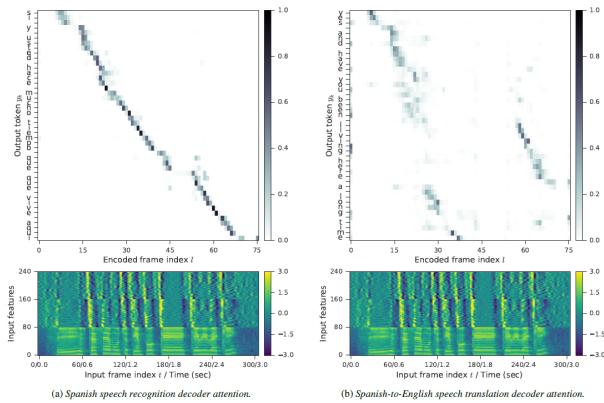 Output token yₖ
1.0
0.8
0.6
0.4
0.2
0.0
0 15 30 45 60 75
Encoded frame index l
Input features
240
160
80
0
3.0
1.5
0.0
−1.5
−3.0
0/0.0 60/0.6 120/1.2 180/1.8 240/2.4 300/3.0
Input frame index t / Time (sec)
(a) Spanish speech recognition decoder attention.
Output token yₖ
1.0
0.8
0.6
0.4
0.2
0.0
0 15 30 45 60 75
Encoded frame index l
Input features
240
160
80
0
3.0
1.5
0.0
−1.5
−3.0
0/0.0 60/0.6 120/1.2 180/1.8 240/2.4 300/3.0
Input frame index t / Time (sec)
(b) Spanish-to-English speech translation decoder attention.